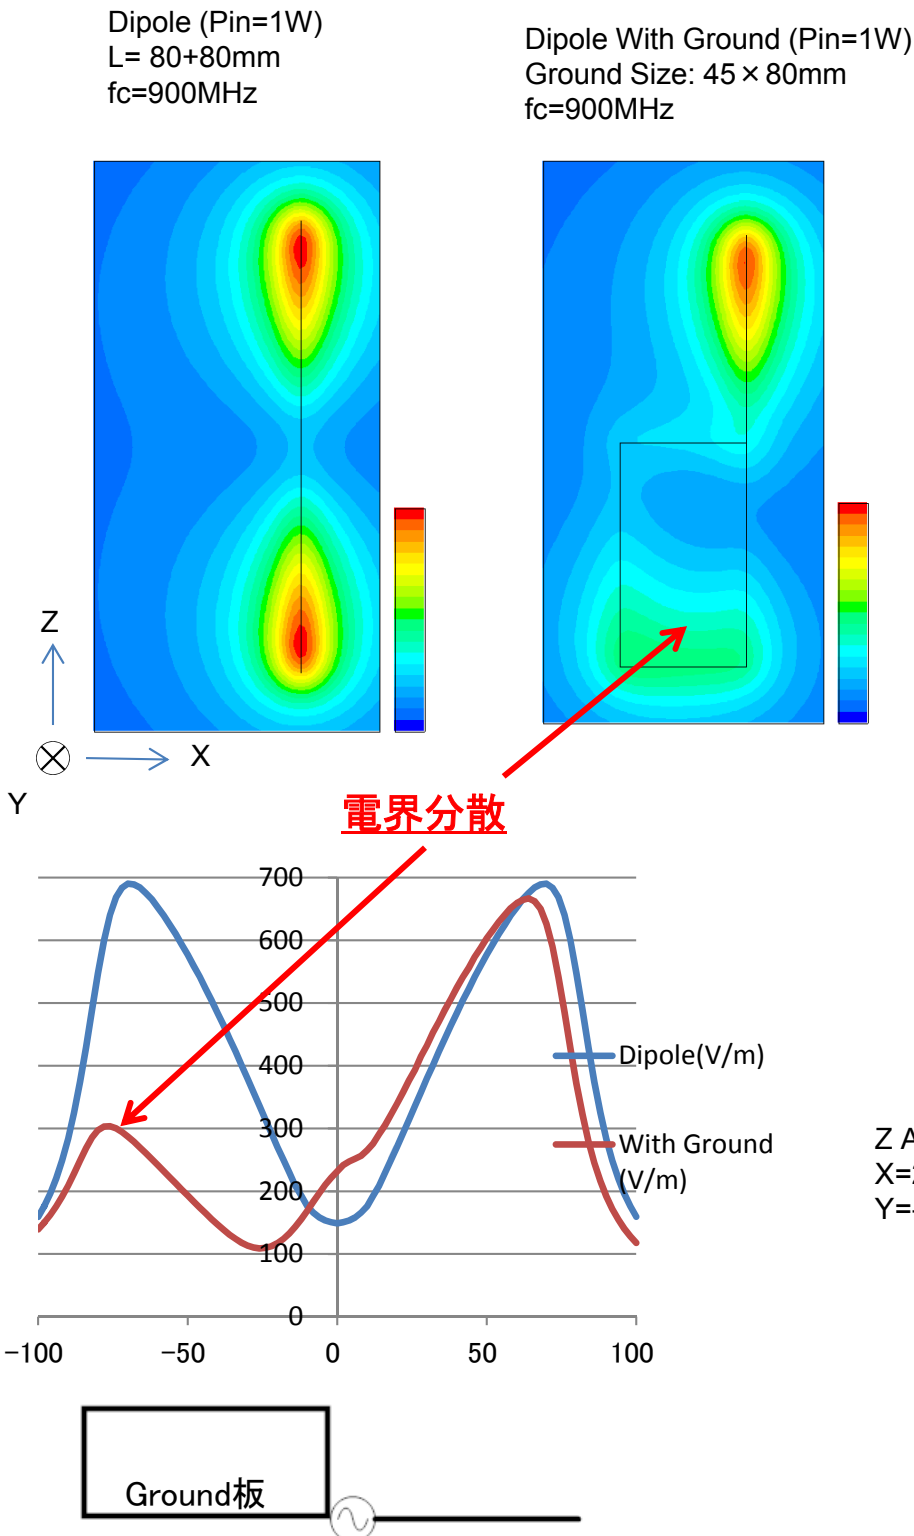 Dipole (Pin=1W)
L= 80+80mm
fc=900MHz
Dipole With Ground (Pin=1W)
Ground Size: 45×80mm
fc=900MHz
Z
X
Y
電界分散
700
600
500
400
300
200
100
0
-100
-50
0
50
100
Dipole(V/m)
With Ground
(V/m)
Z A
X=
Y=
Ground板